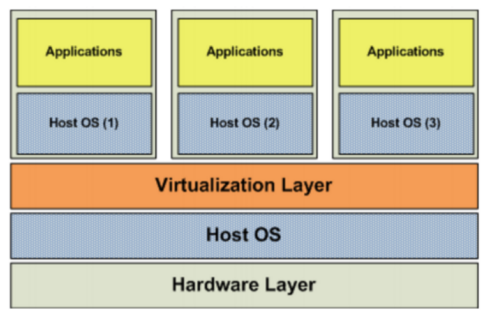 Applications
Applications
Applications
Host OS (1)
Host OS (2)
Host OS (3)
Virtualization Layer
Host OS
Hardware Layer